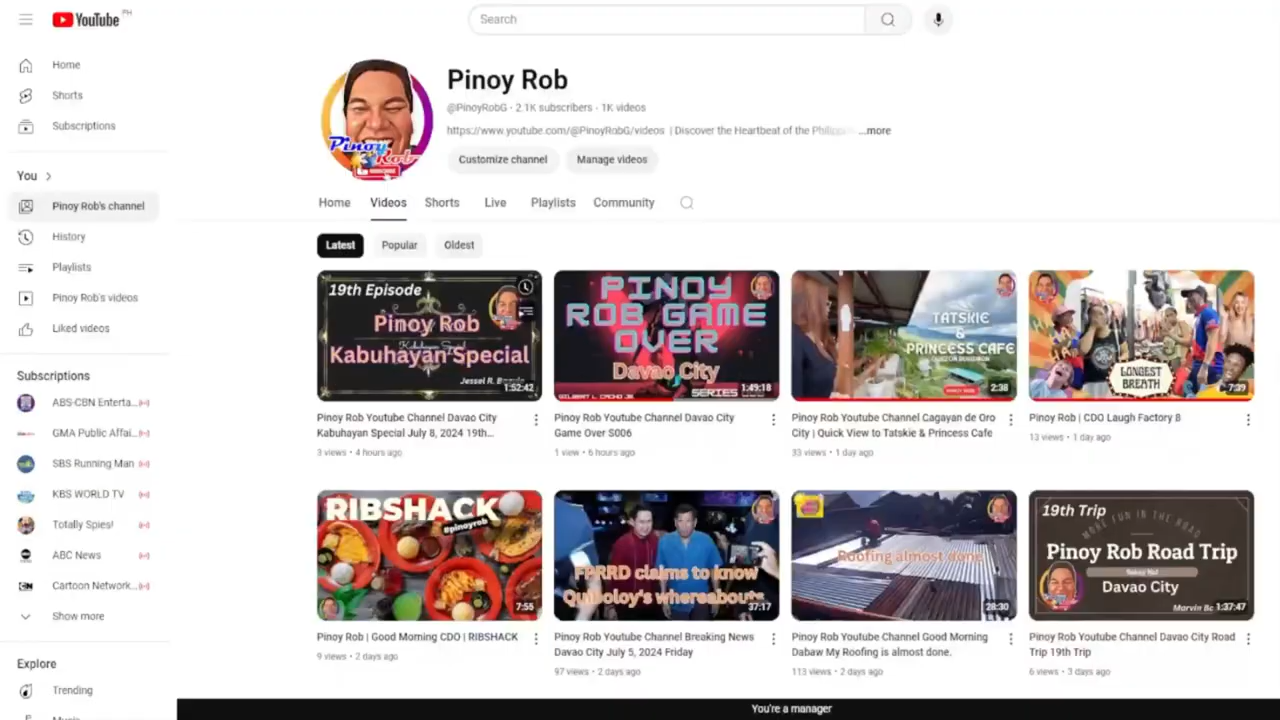 YouTube PH
Search
Home
Shorts
Subscriptions
You
Pinoy Rob's channel
History
Playlists
Pinoy Rob's videos
Liked videos
Subscriptions
ABS-CBN Enterta...
GMA Public Affai...
SBS Running Man
KBS WORLD TV
Totally Spies!
ABC News
Cartoon Network...
Show more
Explore
Trending
Pinoy Rob
Pinoy Rob
@PinoyRobG · 2.1K subscribers · 1K videos
https://www.youtube.com/@PinoyRobG/videos | Discover the Heartbeat of the ...more
Customize channel
Manage videos
Home
Videos
Shorts
Live
Playlists
Community
Latest
Popular
Oldest
19th Episode
Pinoy Rob
Kabuhayan Special
1:52:42
Pinoy Rob Youtube Channel Davao City
Kabuhayan Special July 8, 2024 19th...
3 views · 4 hours ago
PINOY
ROB GAME
OVER
Davao City
GILBERT L CACHO JR.
SERIES
1:49:18
Pinoy Rob Youtube Channel Davao City
Game Over S006
1 view · 6 hours ago
TATSKIE
&
PRINCESS CAFE
2:38
Pinoy Rob Youtube Channel Cagayan de Oro
City | Quick View to Tatskie & Princess Cafe
33 views · 1 day ago
LONGEST
BREATH
7:39
Pinoy Rob | CDO Laugh Factory 8
13 views · 1 day ago
RIBSHACK
#pinoyrob
7:55
Pinoy Rob | Good Morning CDO | RIBSHACK
9 views · 2 days ago
FPRRD claims to know
Quiboloy's whereabouts
37:17
Pinoy Rob Youtube Channel Breaking News
Davao City July 5, 2024 Friday
97 views · 2 days ago
Roofing almost done
28:30
Pinoy Rob Youtube Channel Good Morning
Dabaw My Roofing is almost done.
113 views · 2 days ago
19th Trip
MORE FUN IN THE ROAD
Pinoy Rob Road Trip
Davao City
1:37:47
Pinoy Rob Youtube Channel Davao City Road
Trip 19th Trip
6 views · 3 days ago
You're a manager